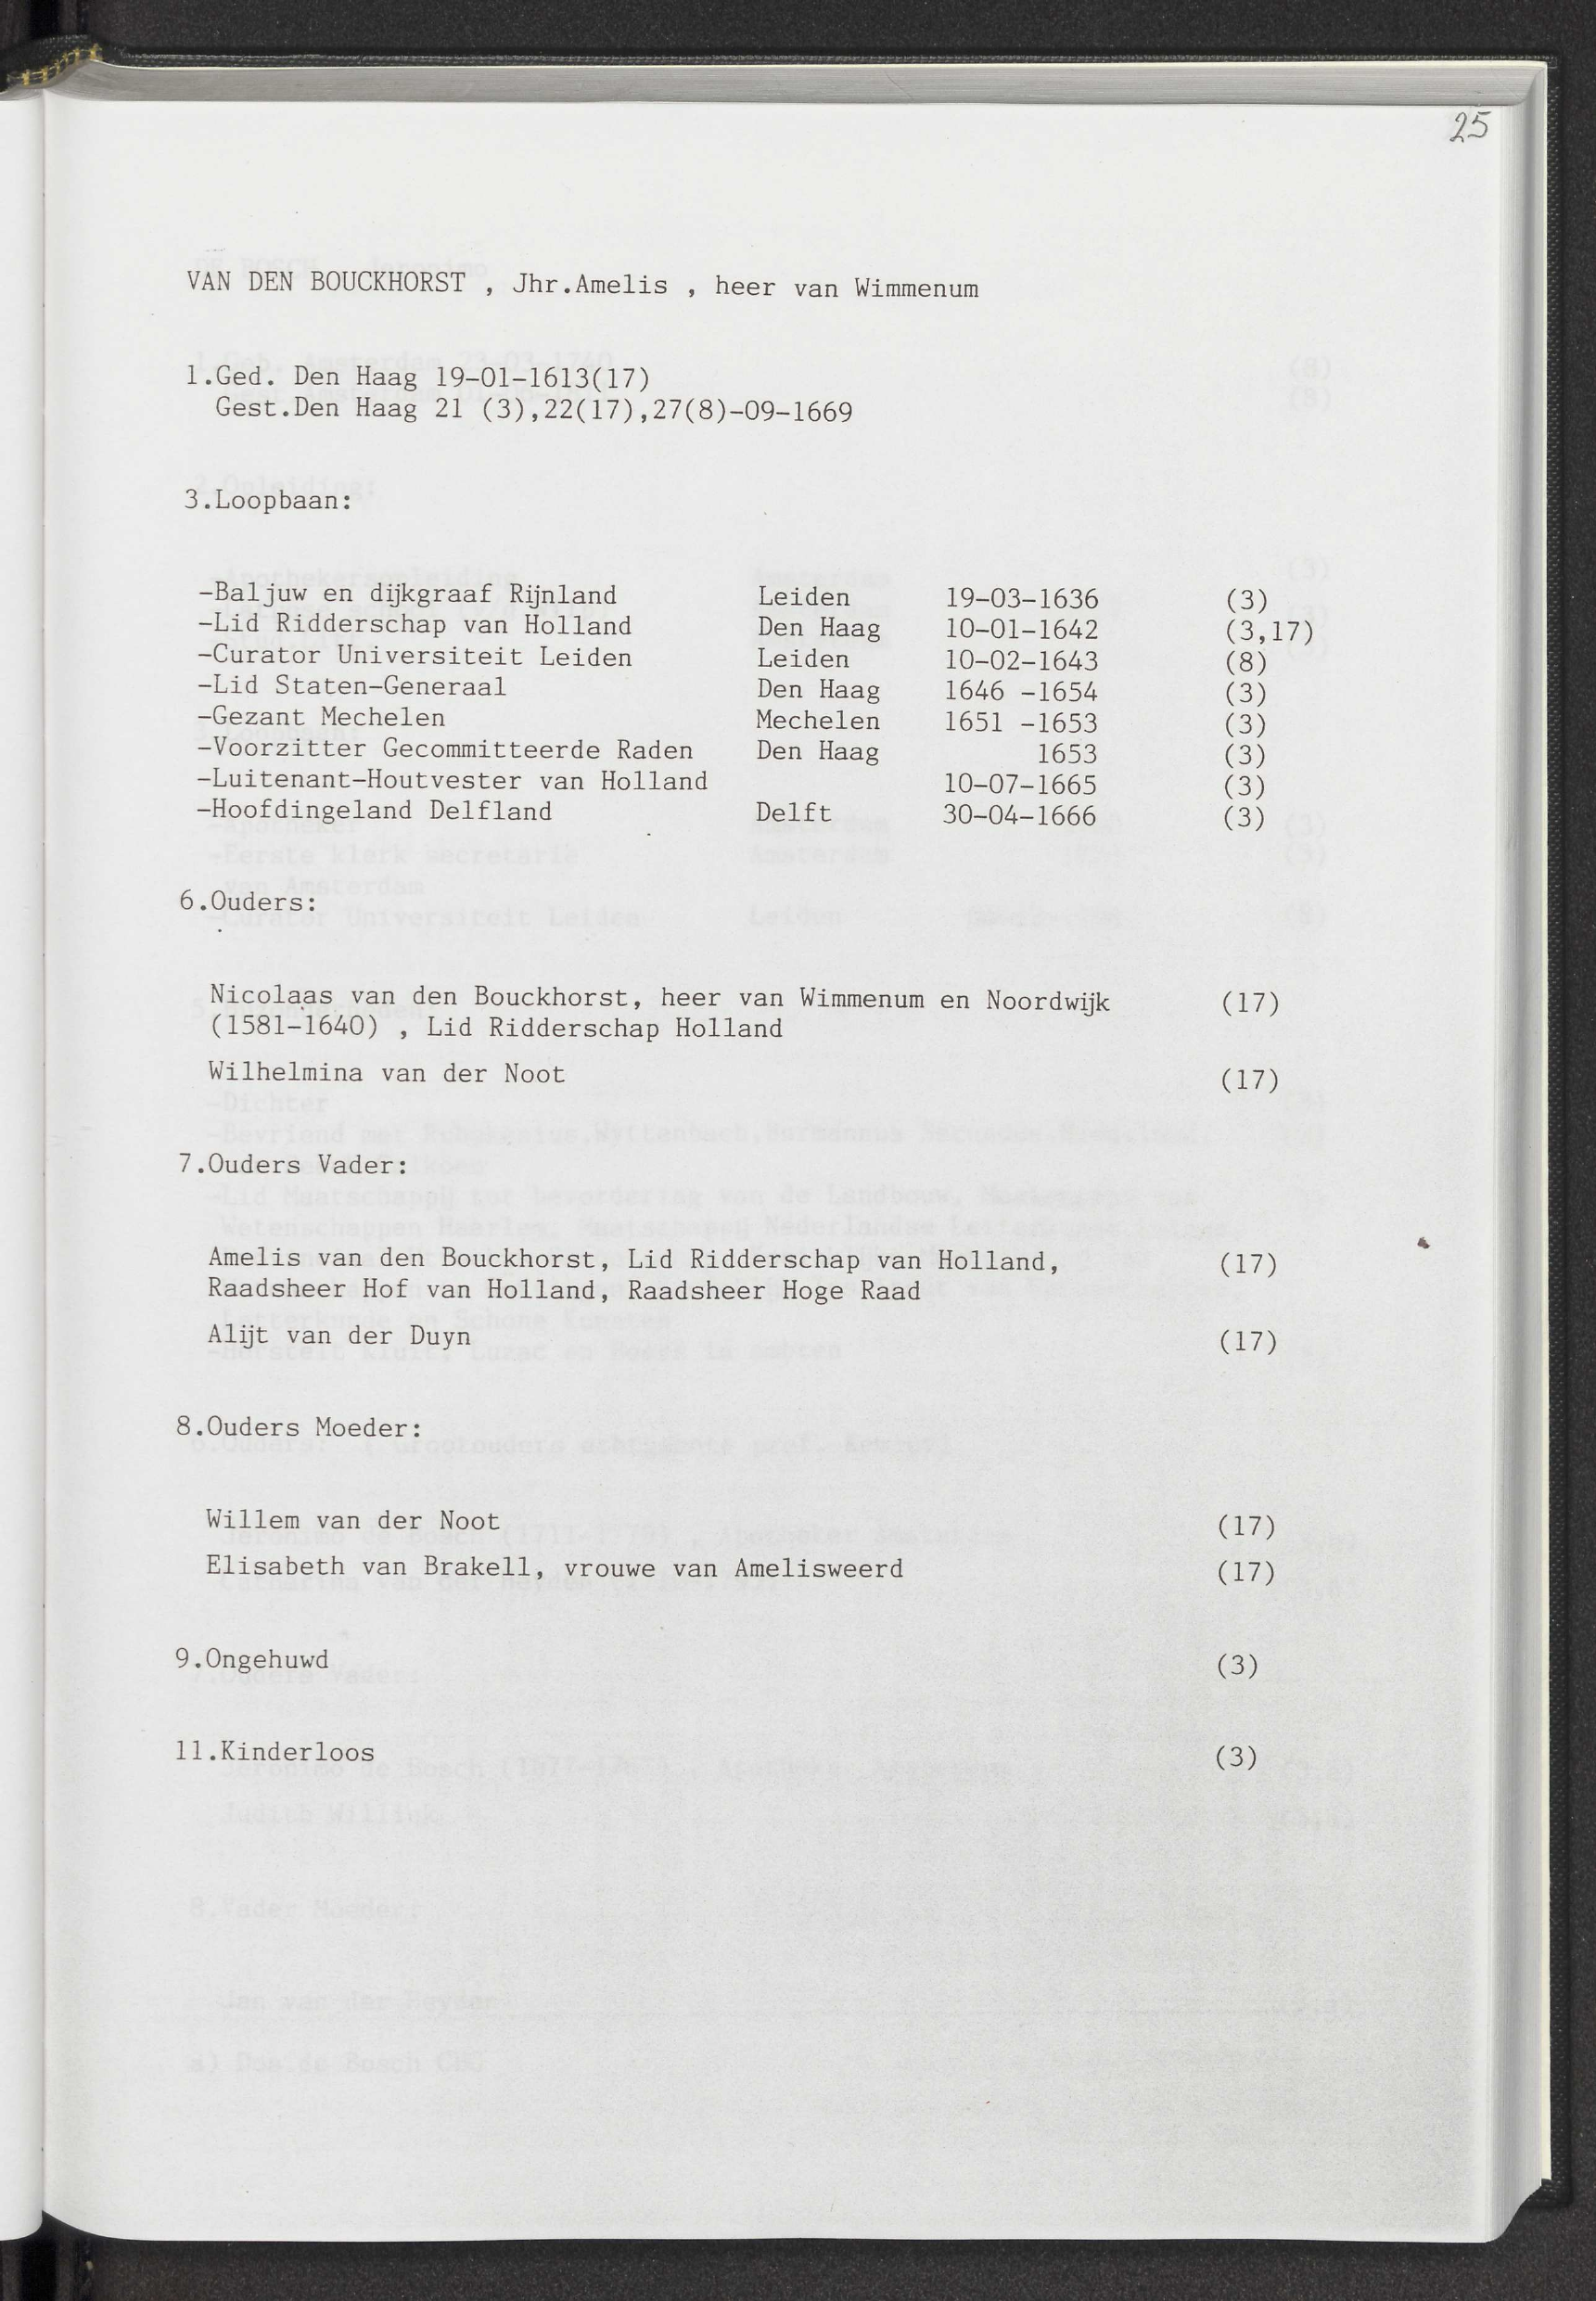 25
VAN DEN BOUCKHORST , Jhr.Amelis , heer van Wimmenum
1.Ged. Den Haag 19-01-1613(17)
Gest.Den Haag 21 (3),22(17),27(8)-09-1669
3.Loopbaan:
-Baljuw en dijkgraaf Rijnland Leiden 19-03-1636 (3)
-Lid Ridderschap van Holland Den Haag 10-01-1642 (3,17)
-Curator Universiteit Leiden Leiden 10-02-1643 (8)
-Lid Staten-Generaal Den Haag 1646 -1654 (3)
-Gezant Mechelen Mechelen 1651 -1653 (3)
-Voorzitter Gecommitteerde Raden Den Haag 1653 (3)
-Luitenant-Houtvester van Holland 10-07-1665 (3)
-Hoofdingeland Delfland Delft 30-04-1666 (3)
6.Ouders:
Nicolaas van den Bouckhorst, heer van Wimmenum en Noordwijk (17)
(1581-1640) , Lid Ridderschap Holland
Wilhelmina van der Noot (17)
7.Ouders Vader:
Amelis van den Bouckhorst, Lid Ridderschap van Holland, (17)
Raadsheer Hof van Holland, Raadsheer Hoge Raad
Alijt van der Duyn (17)
8.Ouders Moeder:
Willem van der Noot (17)
Elisabeth van Brakell, vrouwe van Amelisweerd (17)
9.Ongehuwd (3)
11.Kinderloos (3)